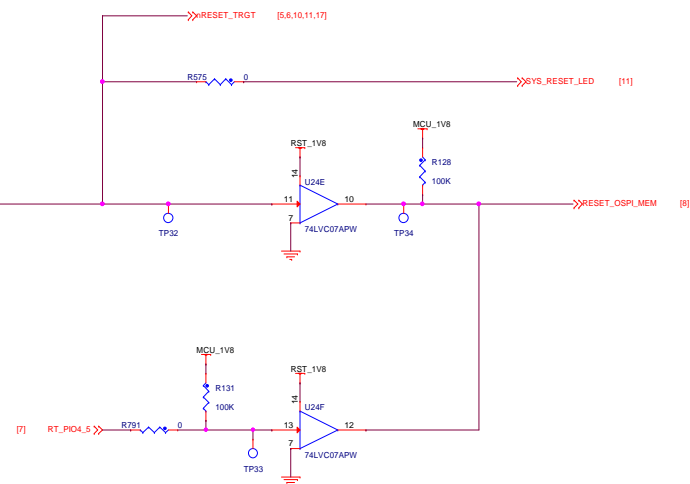 nRESET_TRGT [5,6,10,11,17]
R575 0 SYS_RESET_LED [11]
MCU_1V8
RST_1V8
R128
100K
14
U24E
11 10
RESET_OSPI_MEM [8]
7
74LVC07APW
TP32
TP34
MCU_1V8
RST_1V8
R131
100K
14
U24F
[7] RT_PIO4_5 R791 0
13 12
7
74LVC07APW
TP33